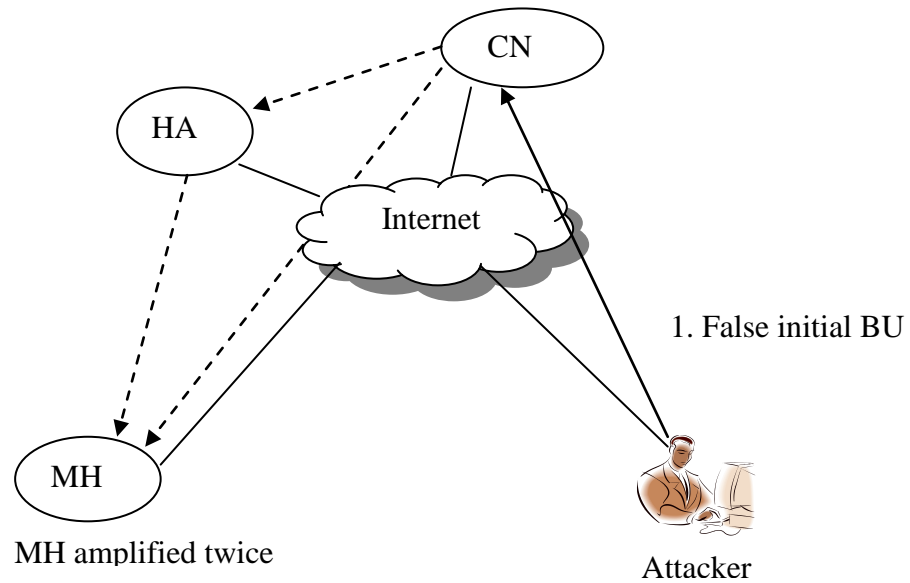 CN
HA
Internet
1. False initial BU
MH
MH amplified twice
Attacker